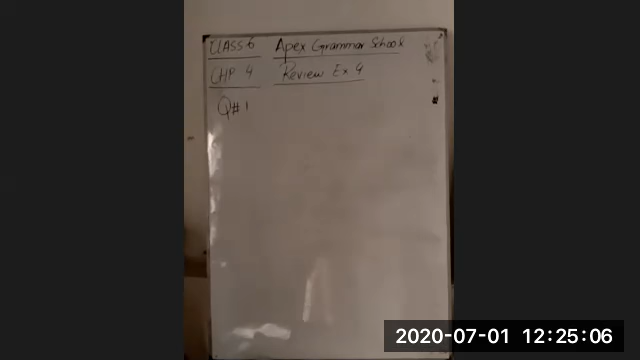 CLASS 6 Apex Grammar School
CHP 4 Review Ex 4
Q#1
2020-07-01 12:25:06